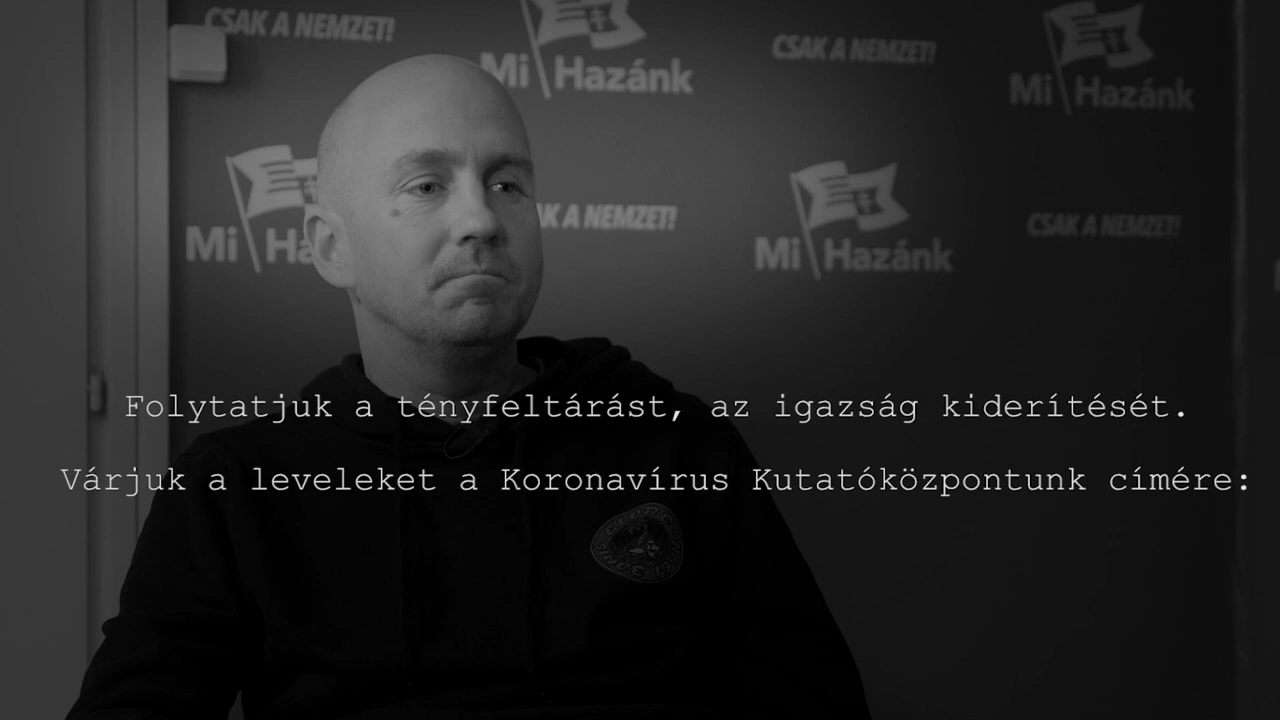 CSAK A NEMZET!
Mi Hazánk
CSAK A NEMZET!
Mi Hazánk
Mi Ha
AK A NEMZET!
Mi Hazánk
CSAK A NEMZET!
Folytatjuk a tényfeltárást, az igazság kiderítését.
Várjuk a leveleket a Koronavírus Kutatóközpontunk címére: